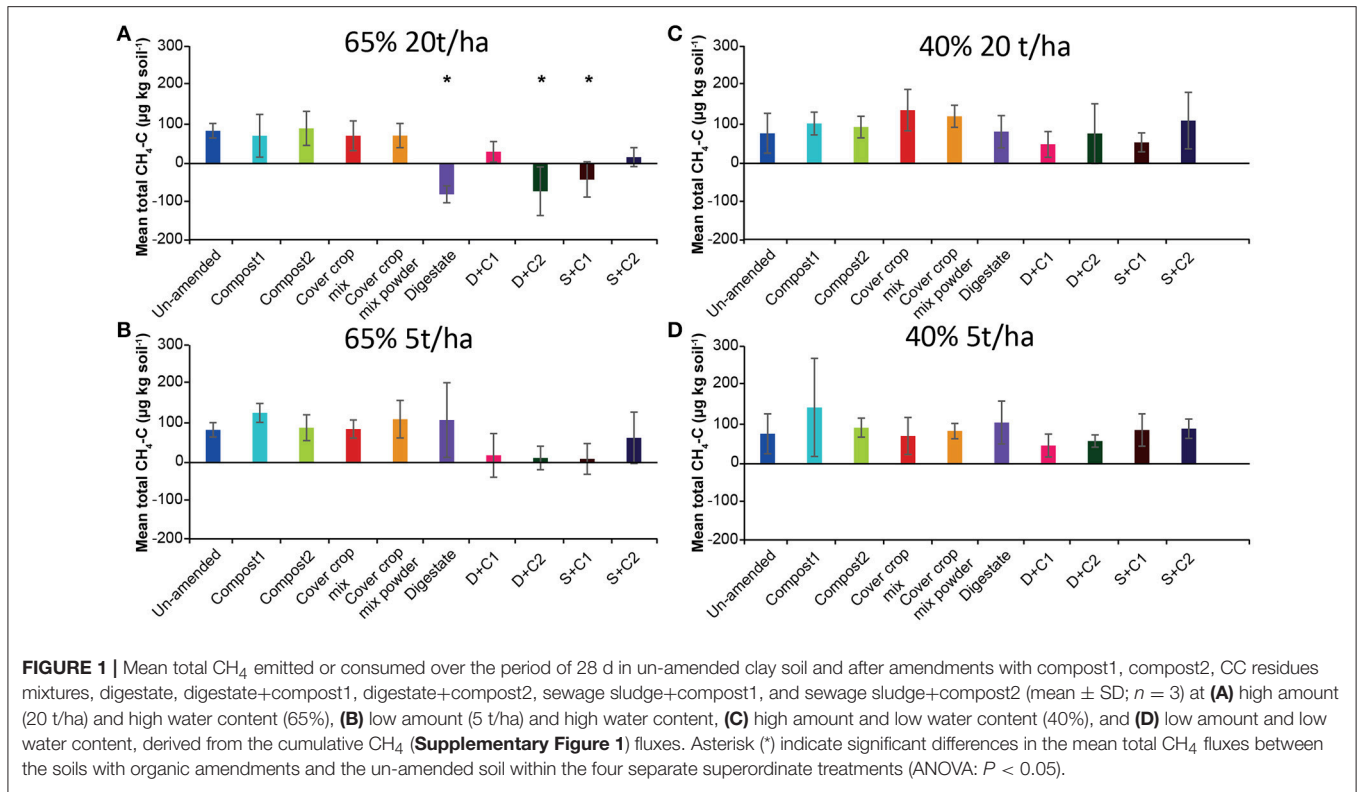 A
65% 20t/ha
Mean total CH₄-C (µg kg soil⁻¹)
300
200
100
0
-100
-200
*
*
*
Un-amended
Compost1
Compost2
Cover crop
mix
Cover crop
mix powder
Digestate
D+C1
D+C2
S+C1
S+C2
C
40% 20 t/ha
Mean total CH₄-C (µg kg soil⁻¹)
300
200
100
0
-100
-200
Un-amended
Compost1
Compost2
Cover crop
mix
Cover crop
mix powder
Digestate
D+C1
D+C2
S+C1
S+C2
B
65% 5t/ha
Mean total CH₄-C (µg kg soil⁻¹)
300
200
100
0
-100
-200
Un-amended
Compost1
Compost2
Cover crop
mix
Cover crop
mix powder
Digestate
D+C1
D+C2
S+C1
S+C2
D
40% 5t/ha
Mean total CH₄-C (µg kg soil⁻¹)
300
200
100
0
-100
-200
Un-amended
Compost1
Compost2
Cover crop
mix
Cover crop
mix powder
Digestate
D+C1
D+C2
S+C1
S+C2
FIGURE 1 | Mean total CH₄ emitted or consumed over the period of 28 d in un-amended clay soil and after amendments with compost1, compost2, CC residues
mixtures, digestate, digestate+compost1, digestate+compost2, sewage sludge+compost1, and sewage sludge+compost2 (mean ± SD; n = 3) at (A) high amount
(20 t/ha) and high water content (65%), (B) low amount (5 t/ha) and high water content, (C) high amount and low water content (40%), and (D) low amount and low
water content, derived from the cumulative CH₄ (Supplementary Figure 1) fluxes. Asterisk (*) indicate significant differences in the mean total CH₄ fluxes between
the soils with organic amendments and the un-amended soil within the four separate superordinate treatments (ANOVA: P < 0.05).